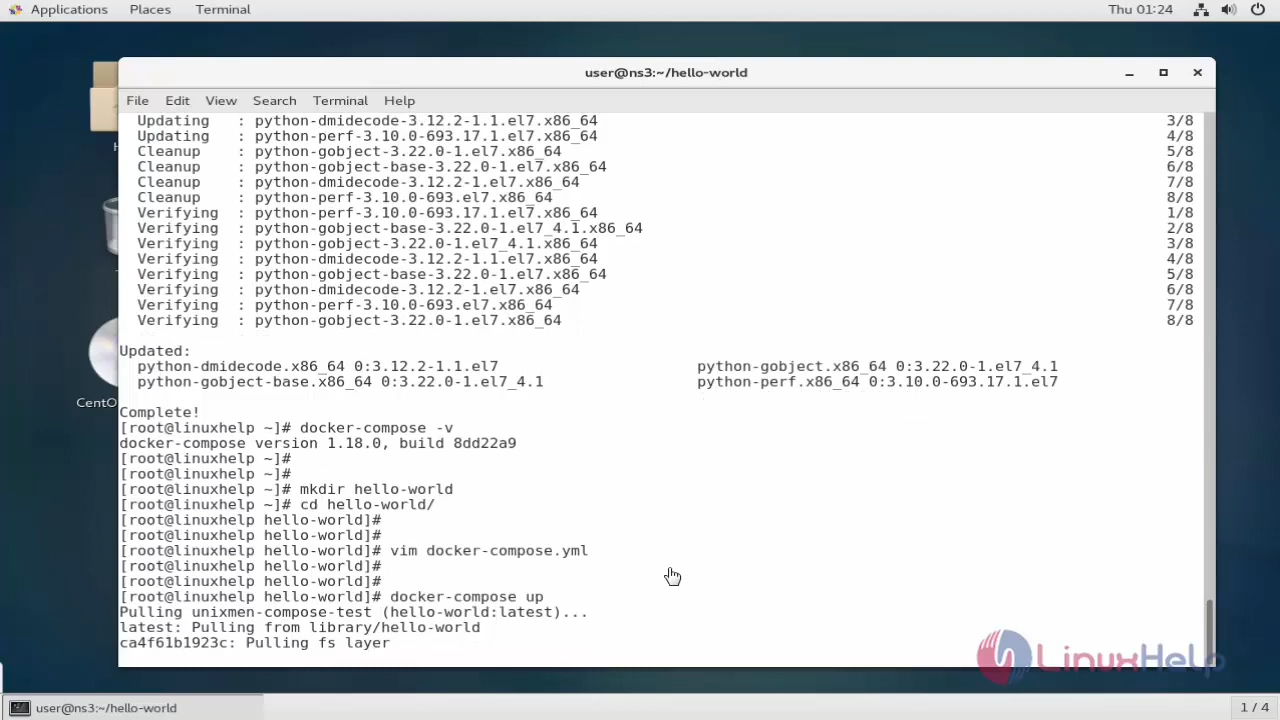 Applications Places Terminal Thu 01:24
user@ns3:~/hello-world
File Edit View Search Terminal Help
Updating : python-dmidecode-3.12.2-1.1.el7.x86_64 3/8
Updating : python-perf-3.10.0-693.17.1.el7.x86_64 4/8
Cleanup : python-gobject-3.22.0-1.el7.x86_64 5/8
Cleanup : python-gobject-base-3.22.0-1.el7.x86_64 6/8
Cleanup : python-dmidecode-3.12.2-1.el7.x86_64 7/8
Cleanup : python-perf-3.10.0-693.el7.x86_64 8/8
Verifying : python-perf-3.10.0-693.17.1.el7.x86_64 1/8
Verifying : python-gobject-base-3.22.0-1.el7_4.1.x86_64 2/8
Verifying : python-gobject-3.22.0-1.el7_4.1.x86_64 3/8
Verifying : python-dmidecode-3.12.2-1.1.el7.x86_64 4/8
Verifying : python-gobject-base-3.22.0-1.el7.x86_64 5/8
Verifying : python-dmidecode-3.12.2-1.el7.x86_64 6/8
Verifying : python-perf-3.10.0-693.el7.x86_64 7/8
Verifying : python-gobject-3.22.0-1.el7.x86_64 8/8
Updated:
python-dmidecode.x86_64 0:3.12.2-1.1.el7 python-gobject.x86_64 0:3.22.0-1.el7_4.1
python-gobject-base.x86_64 0:3.22.0-1.el7_4.1 python-perf.x86_64 0:3.10.0-693.17.1.el7
Complete!
[root@linuxhelp ~]# docker-compose -v
docker-compose version 1.18.0, build 8dd22a9
[root@linuxhelp ~]#
[root@linuxhelp ~]#
[root@linuxhelp ~]# mkdir hello-world
[root@linuxhelp ~]# cd hello-world/
[root@linuxhelp hello-world]#
[root@linuxhelp hello-world]#
[root@linuxhelp hello-world]# vim docker-compose.yml
[root@linuxhelp hello-world]#
[root@linuxhelp hello-world]#
[root@linuxhelp hello-world]# docker-compose up
Pulling unixmen-compose-test (hello-world:latest)...
latest: Pulling from library/hello-world
ca4f61b1923c: Pulling fs layer
CentO
LinuxHelp
user@ns3:~/hello-world 1 / 4